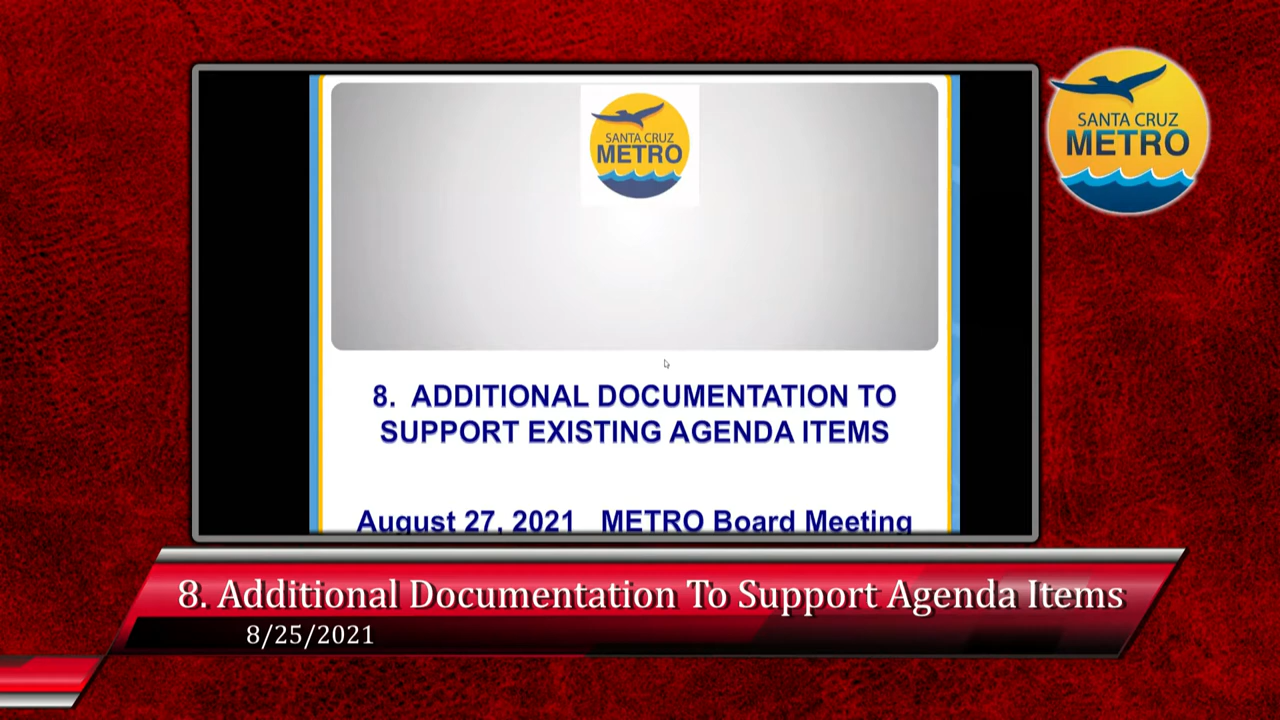 SANTA CRUZ
METRO
SANTA CRUZ
METRO
8. ADDITIONAL DOCUMENTATION TO
SUPPORT EXISTING AGENDA ITEMS
August 27, 2021 METRO Board Meeting
8. Additional Documentation To Support Agenda Items
8/25/2021